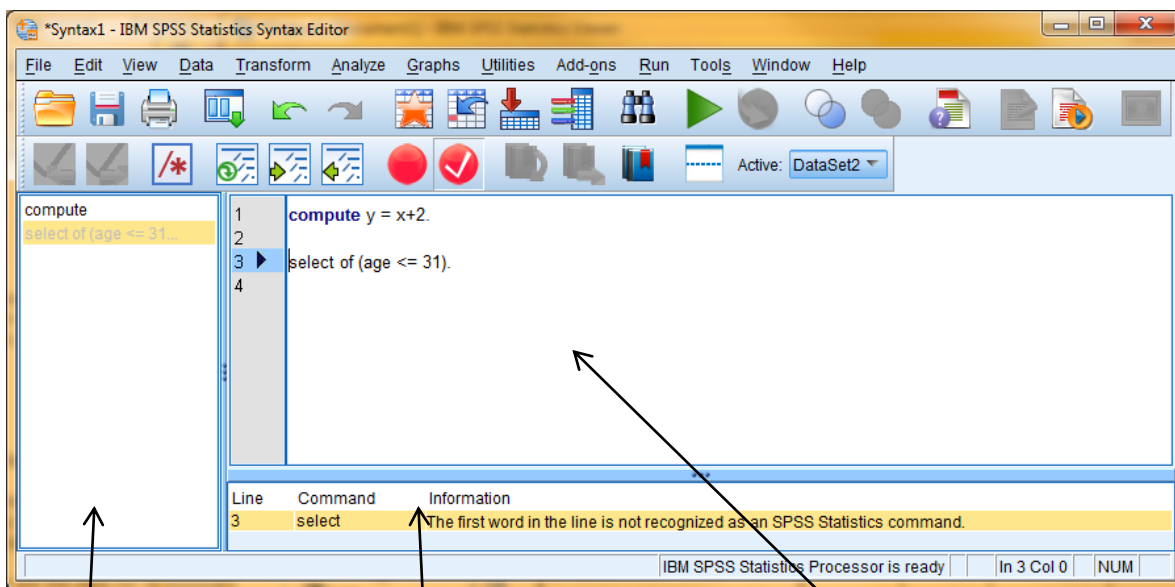 *Syntax1 - IBM SPSS Statistics Syntax Editor
File Edit View Data Transform Analyze Graphs Utilities Add-ons Run Tools Window Help
/*
Active: DataSet2
compute
select of (age <= 31...
1 compute y = x+2.
2
3 select of (age <= 31).
4
Line Command Information
3 select The first word in the line is not recognized as an SPSS Statistics command.
IBM SPSS Statistics Processor is ready In 3 Col 0 NUM